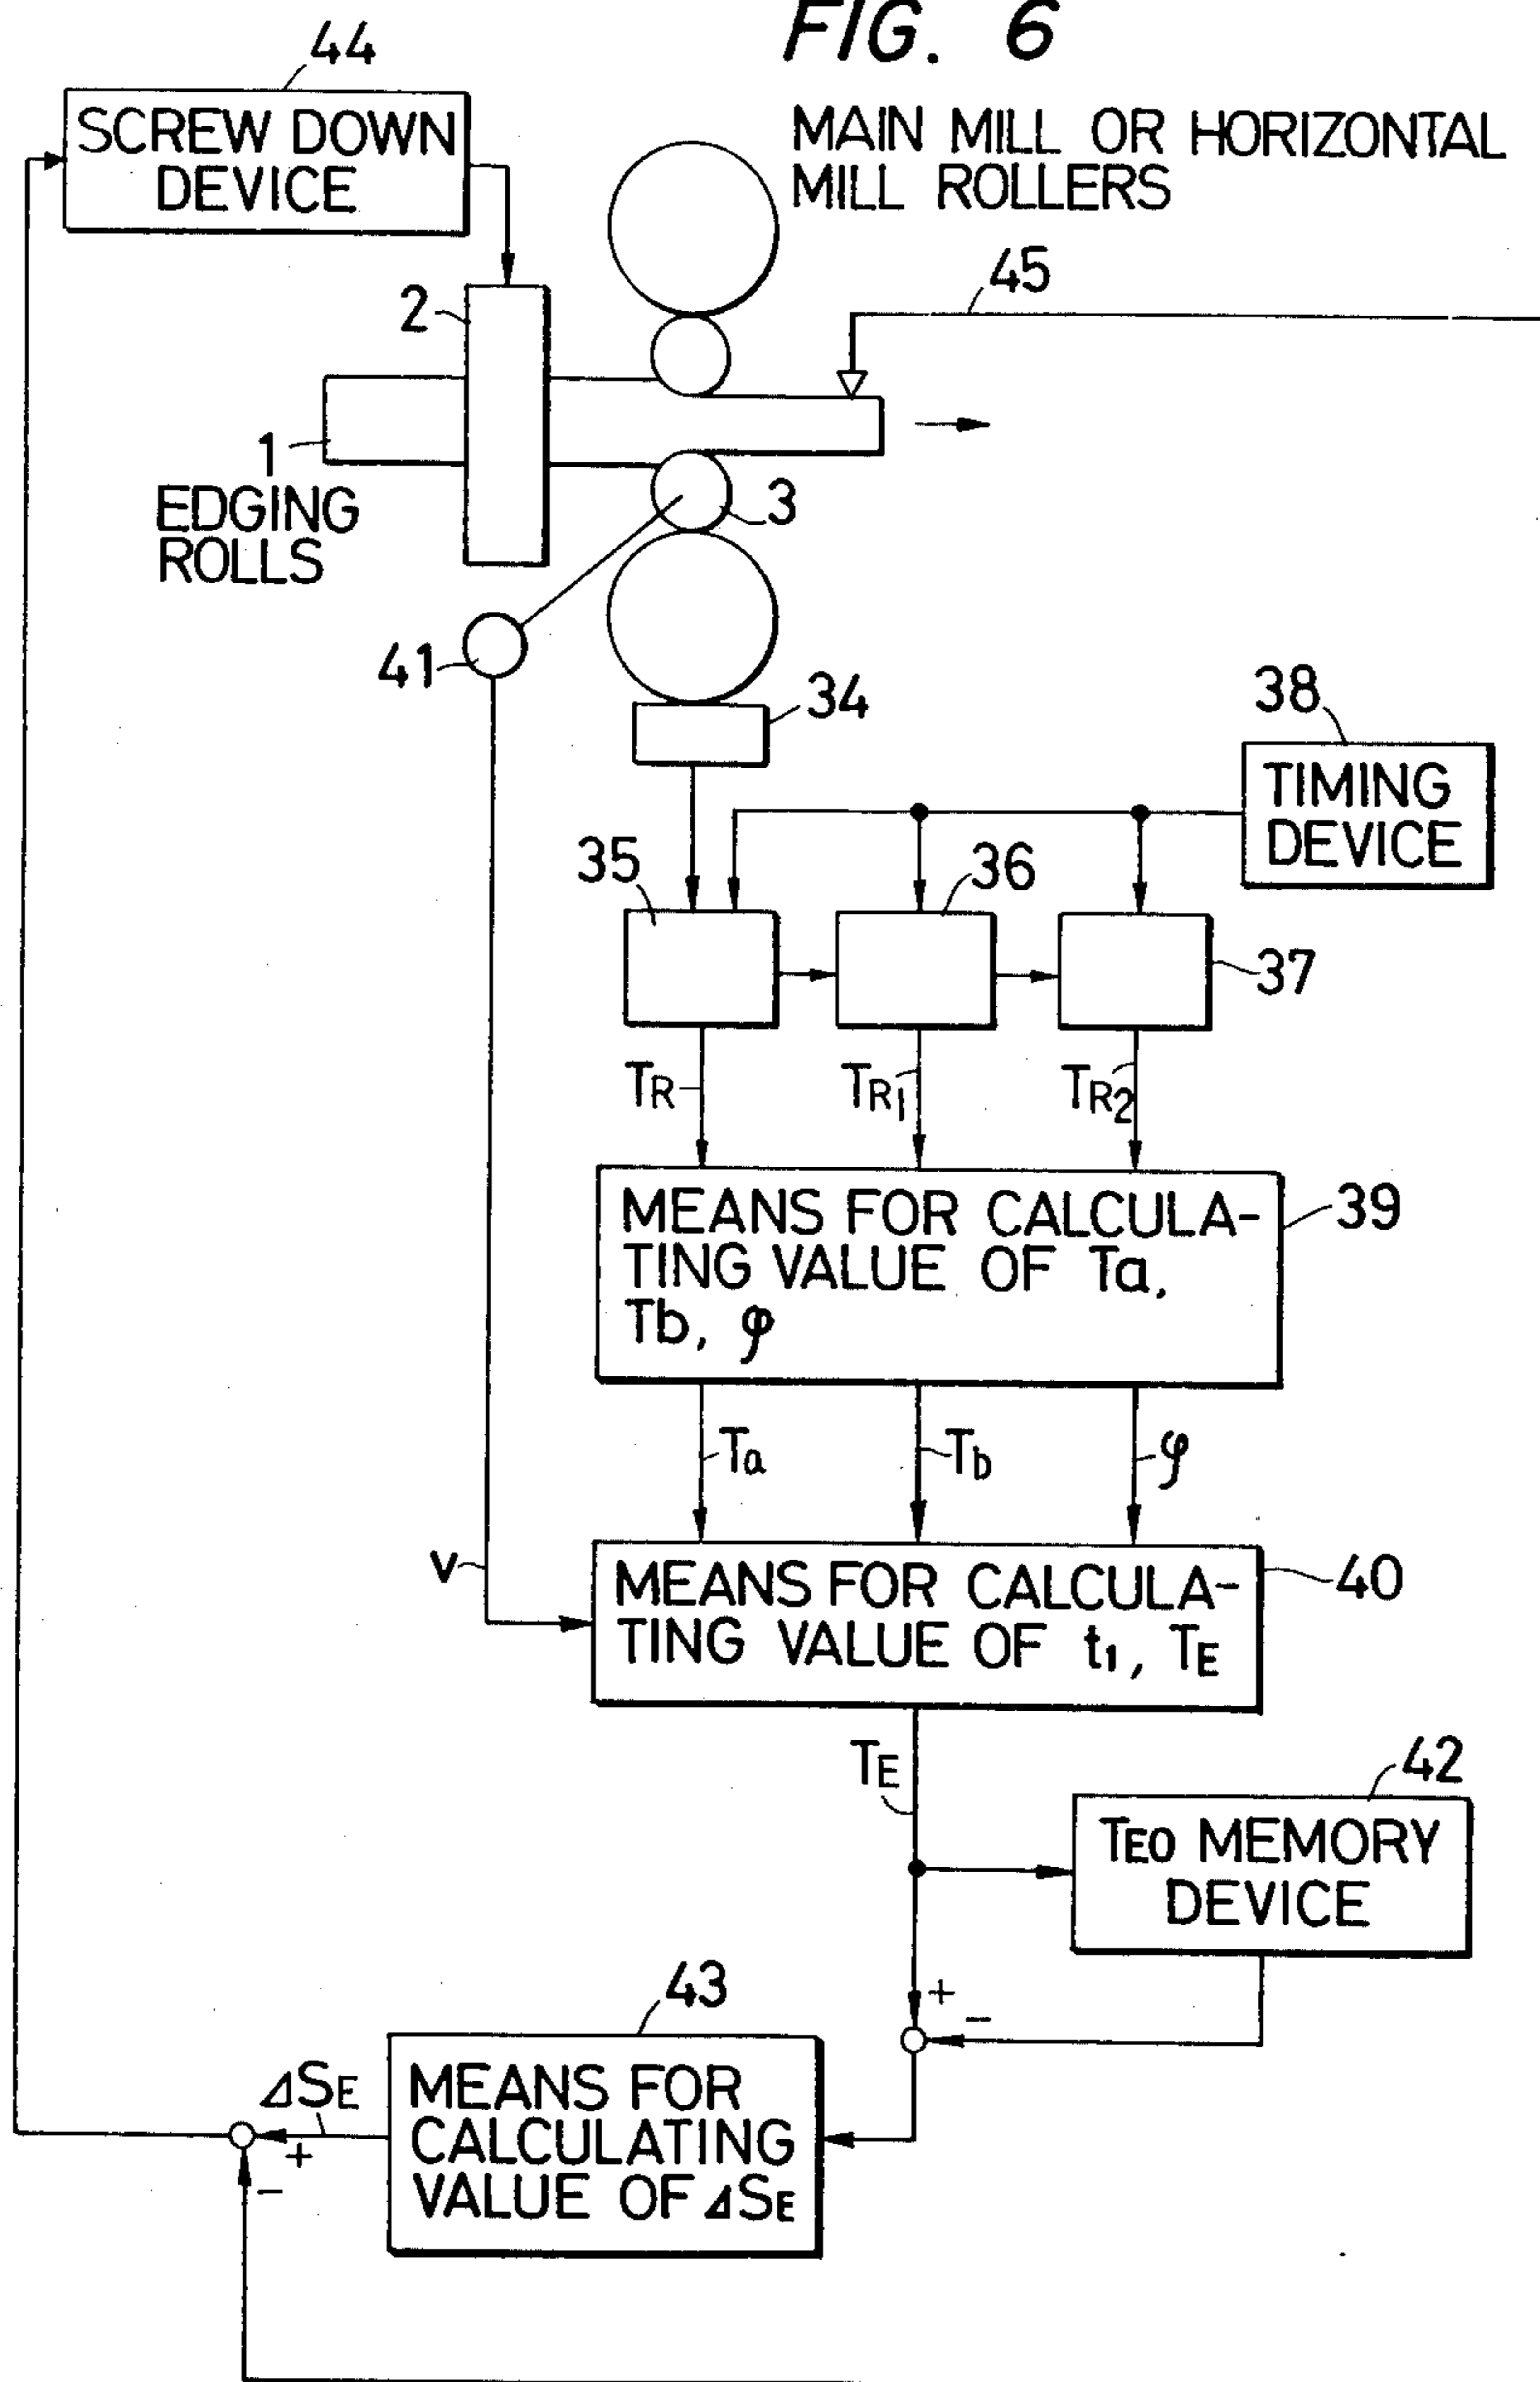 FIG. 6
44
SCREW DOWN
DEVICE
MAIN MILL OR HORIZONTAL
MILL ROLLERS
45
2
1
EDGING
ROLLS
3
41
34
38
TIMING
DEVICE
35
36
37
TR
TR1
TR2
39
MEANS FOR CALCULA-
TING VALUE OF Ta,
Tb, φ
Ta
Tb
φ
V
40
MEANS FOR CALCULA-
TING VALUE OF t1, TE
TE
42
TEO MEMORY
DEVICE
+
-
43
MEANS FOR
CALCULATING
VALUE OF ΔSE
ΔSE
+
-